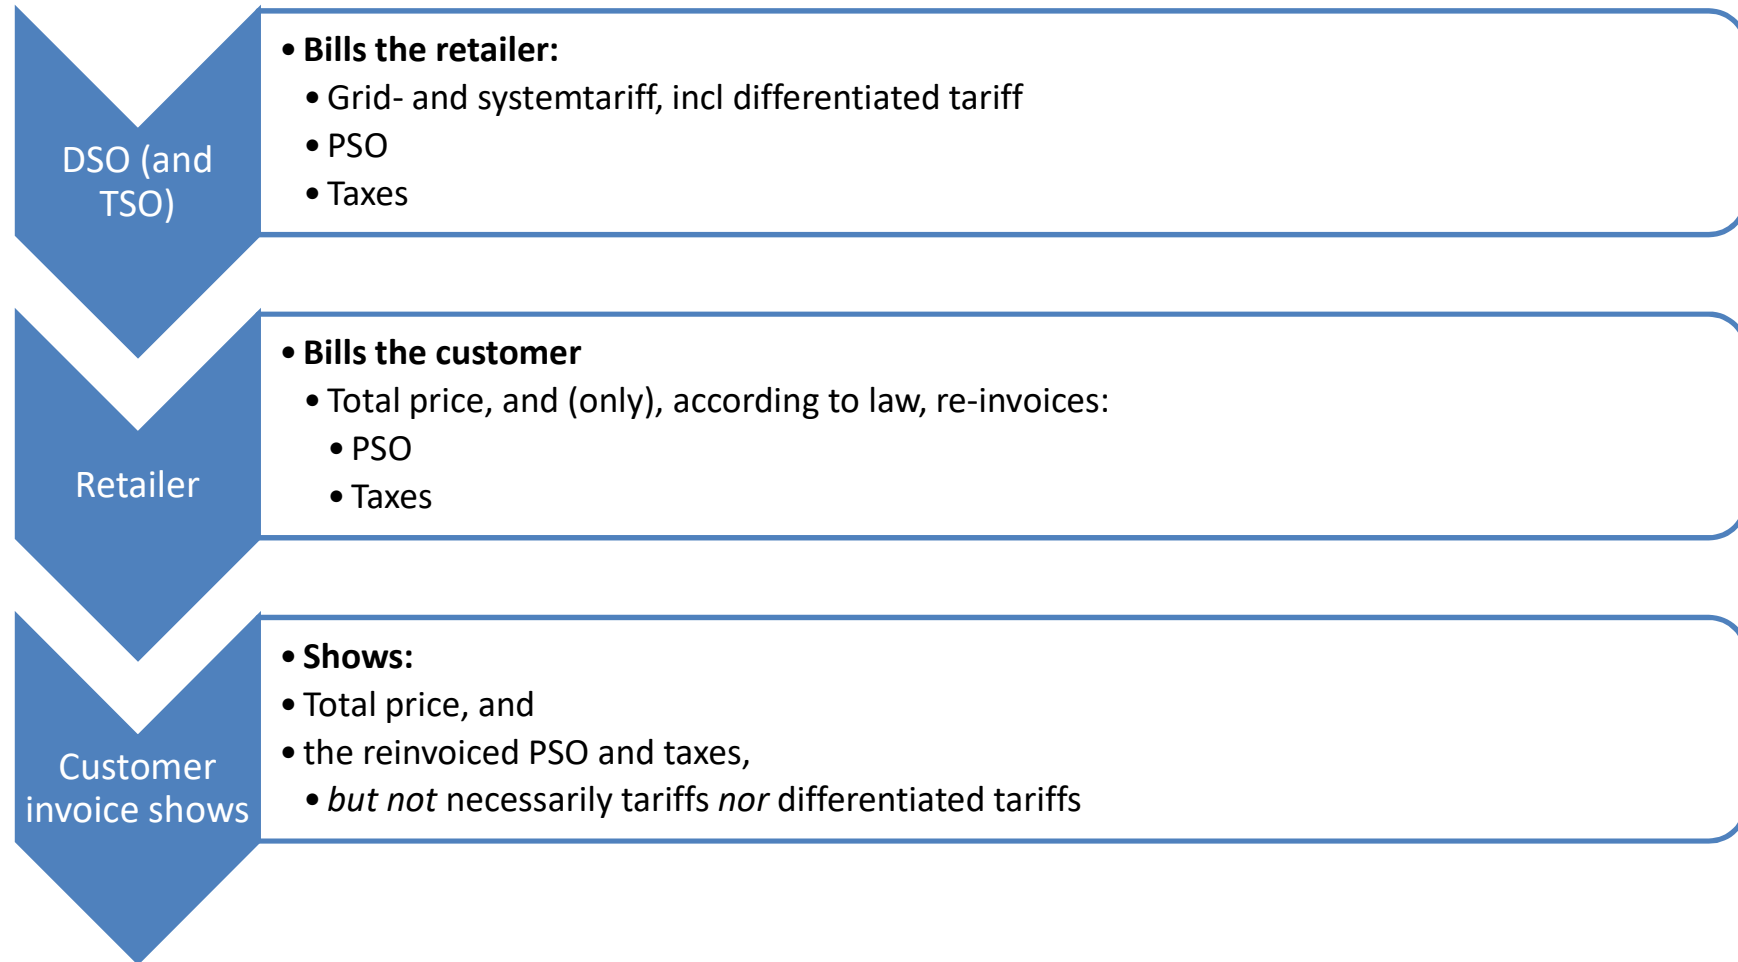 DSO (and
TSO)
• Bills the retailer:
• Grid- and systemtariff, incl differentiated tariff
• PSO
• Taxes
Retailer
• Bills the customer
• Total price, and (only), according to law, re-invoices:
• PSO
• Taxes
Customer
invoice shows
• Shows:
• Total price, and
• the reinvoiced PSO and taxes,
• but not necessarily tariffs nor differentiated tariffs